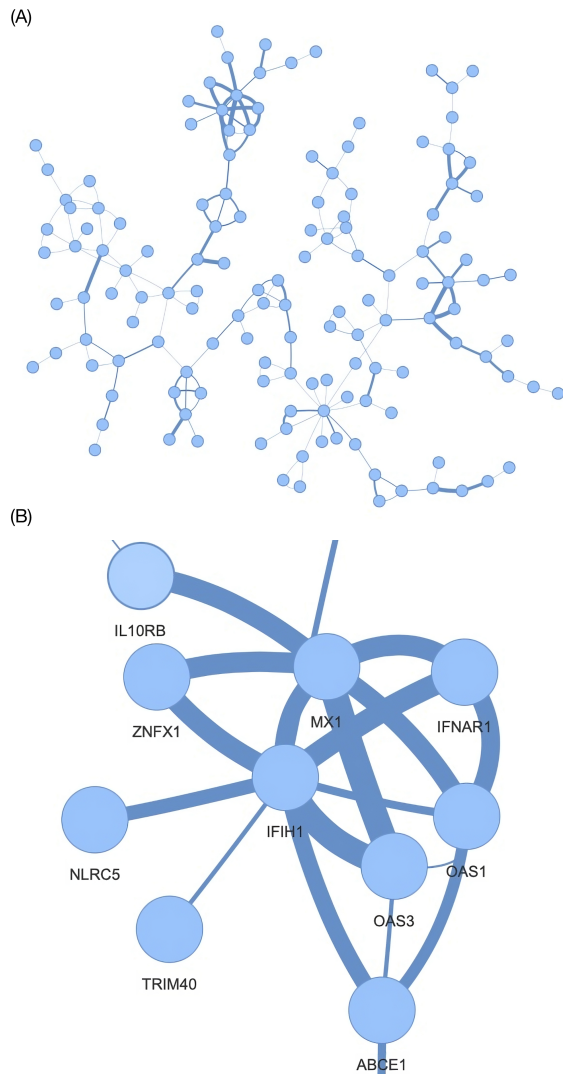 (A)
(B)
IL10RB
ZNFX1
MX1
IFNAR1
IFIH1
NLRC5
OAS1
OAS3
TRIM40
ABCE1